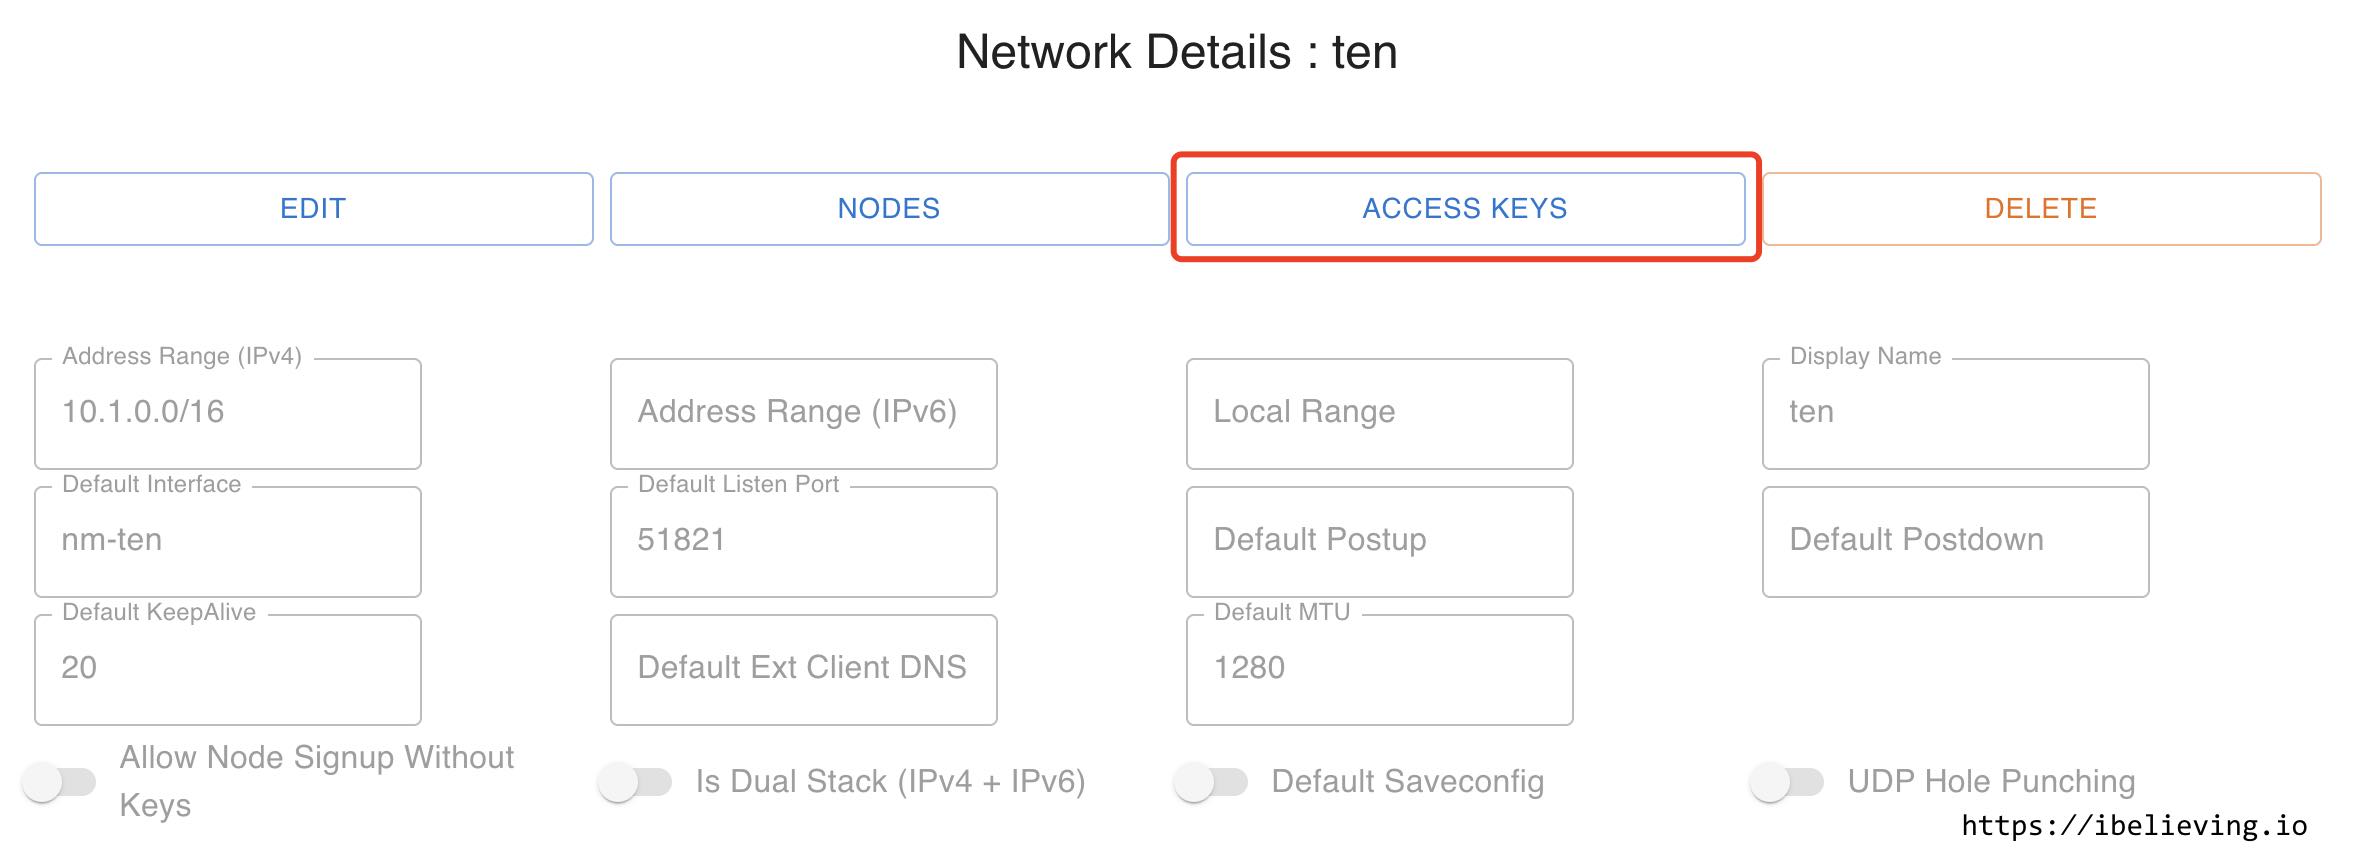 Network Details : ten
EDIT
NODES
ACCESS KEYS
DELETE
Address Range (IPv4)
10.1.0.0/16
Address Range (IPv6)
Local Range
Display Name
ten
Default Interface
nm-ten
Default Listen Port
51821
Default Postup
Default Postdown
Default KeepAlive
20
Default Ext Client DNS
Default MTU
1280
Allow Node Signup Without
Keys
Is Dual Stack (IPv4 + IPv6)
Default Saveconfig
UDP Hole Punching
https://ibelieving.io